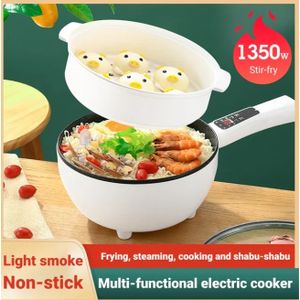 1350w
Stir-fry
Light smoke
Non-stick
Frying, steaming, cooking and shabu-shabu
Multi-functional electric cooker